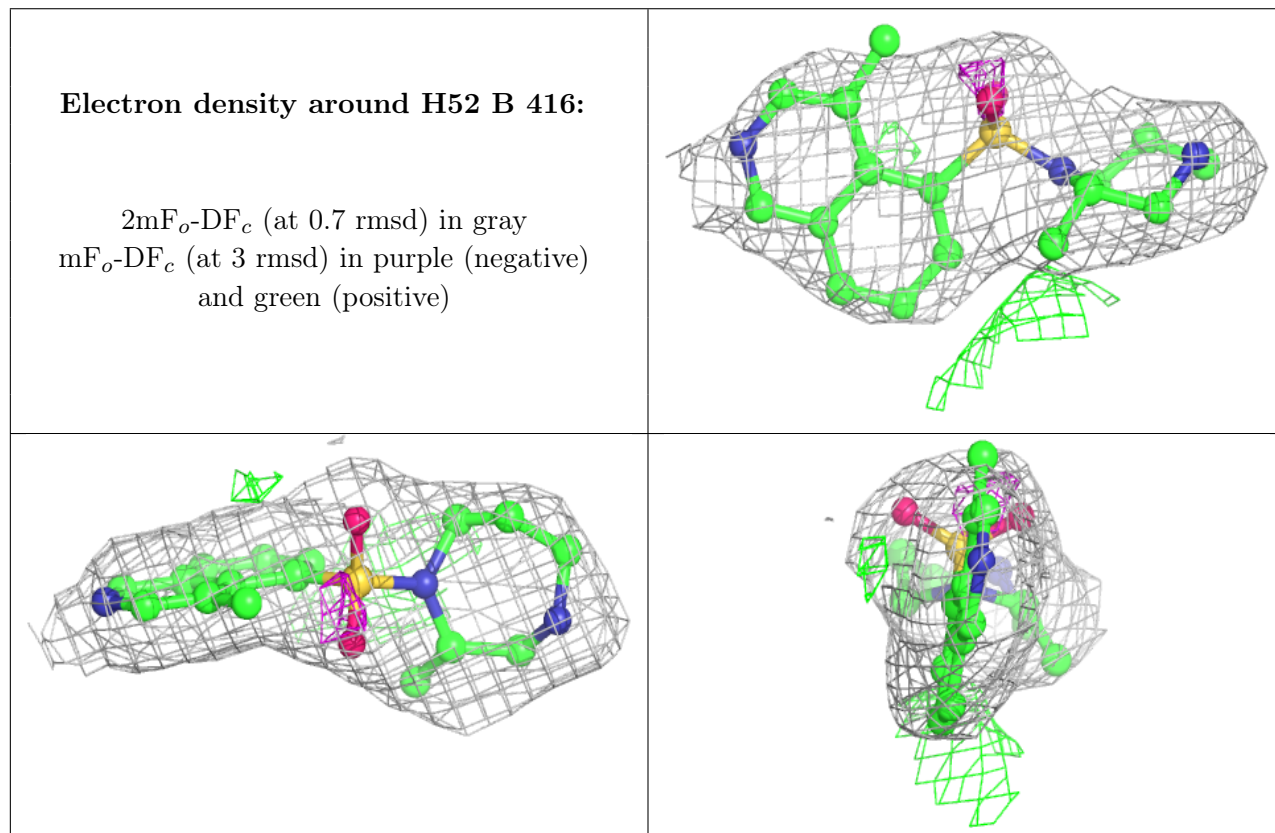 Electron density around H52 B 416:
2mFₒ-DF𝒸 (at 0.7 rmsd) in gray
mFₒ-DF𝒸 (at 3 rmsd) in purple (negative)
and green (positive)